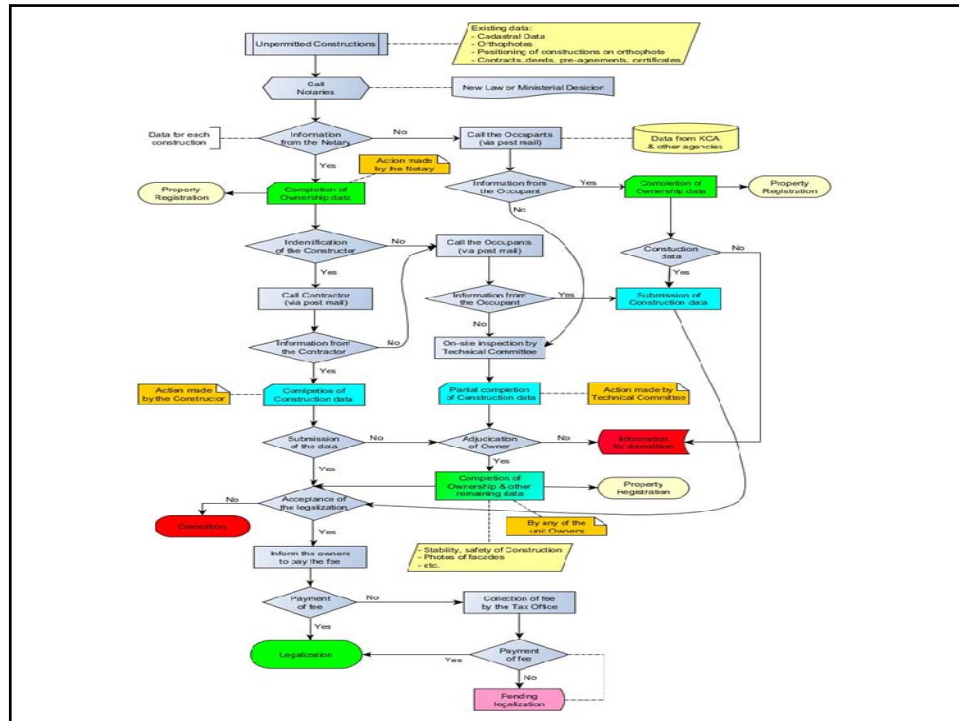 Existing data:
- Cadastral Data
- Orthophotos
- Positioning of constructions on orthophoto
- Contracts, deeds, pre-agreements, certificates
Unpermitted Constructions
Call
Notaries
New Law or Ministerial Desicion
Data for each
construction
Information
from the Notary
No
Call the Occupants
(via post mail)
Data from KCA
& other agencies
Yes
Action made
by the Notary
Information from
the Occupant
Yes
Completion of
Ownership data
Property
Registration
Property
Registration
Completion of
Ownership data
No
Indenification
of the Constructer
No
Call the Occupants
(via post mail)
Constuction
data
No
Yes
Yes
Call Contractor
(via post mail)
Information from
the Occupant
Yes
Submission of
Construction data
No
Information from
the Contractor
No
On-site inspection by
Technical Committee
Yes
Action made
by the Constructor
Completion of
Construction data
Partial completion
of Construction data
Action made by
Technical Committee
Submission
of the data
No
Adjucication
of Owner
No
Information
for demolition
Yes
Yes
Completion of
Ownership & other
remaining data
Property
Registration
No
Acceptance of
the legalization
Demolition
By any of the
unit Owners
Yes
- Stability, safety of Construction
- Photos of facades
- etc.
Inform the owners
to pay the fee
Payment
of fee
No
Collection of fee
by the Tax Office
Yes
Legalization
Yes
Payment
of fee
No
Pending
legalization